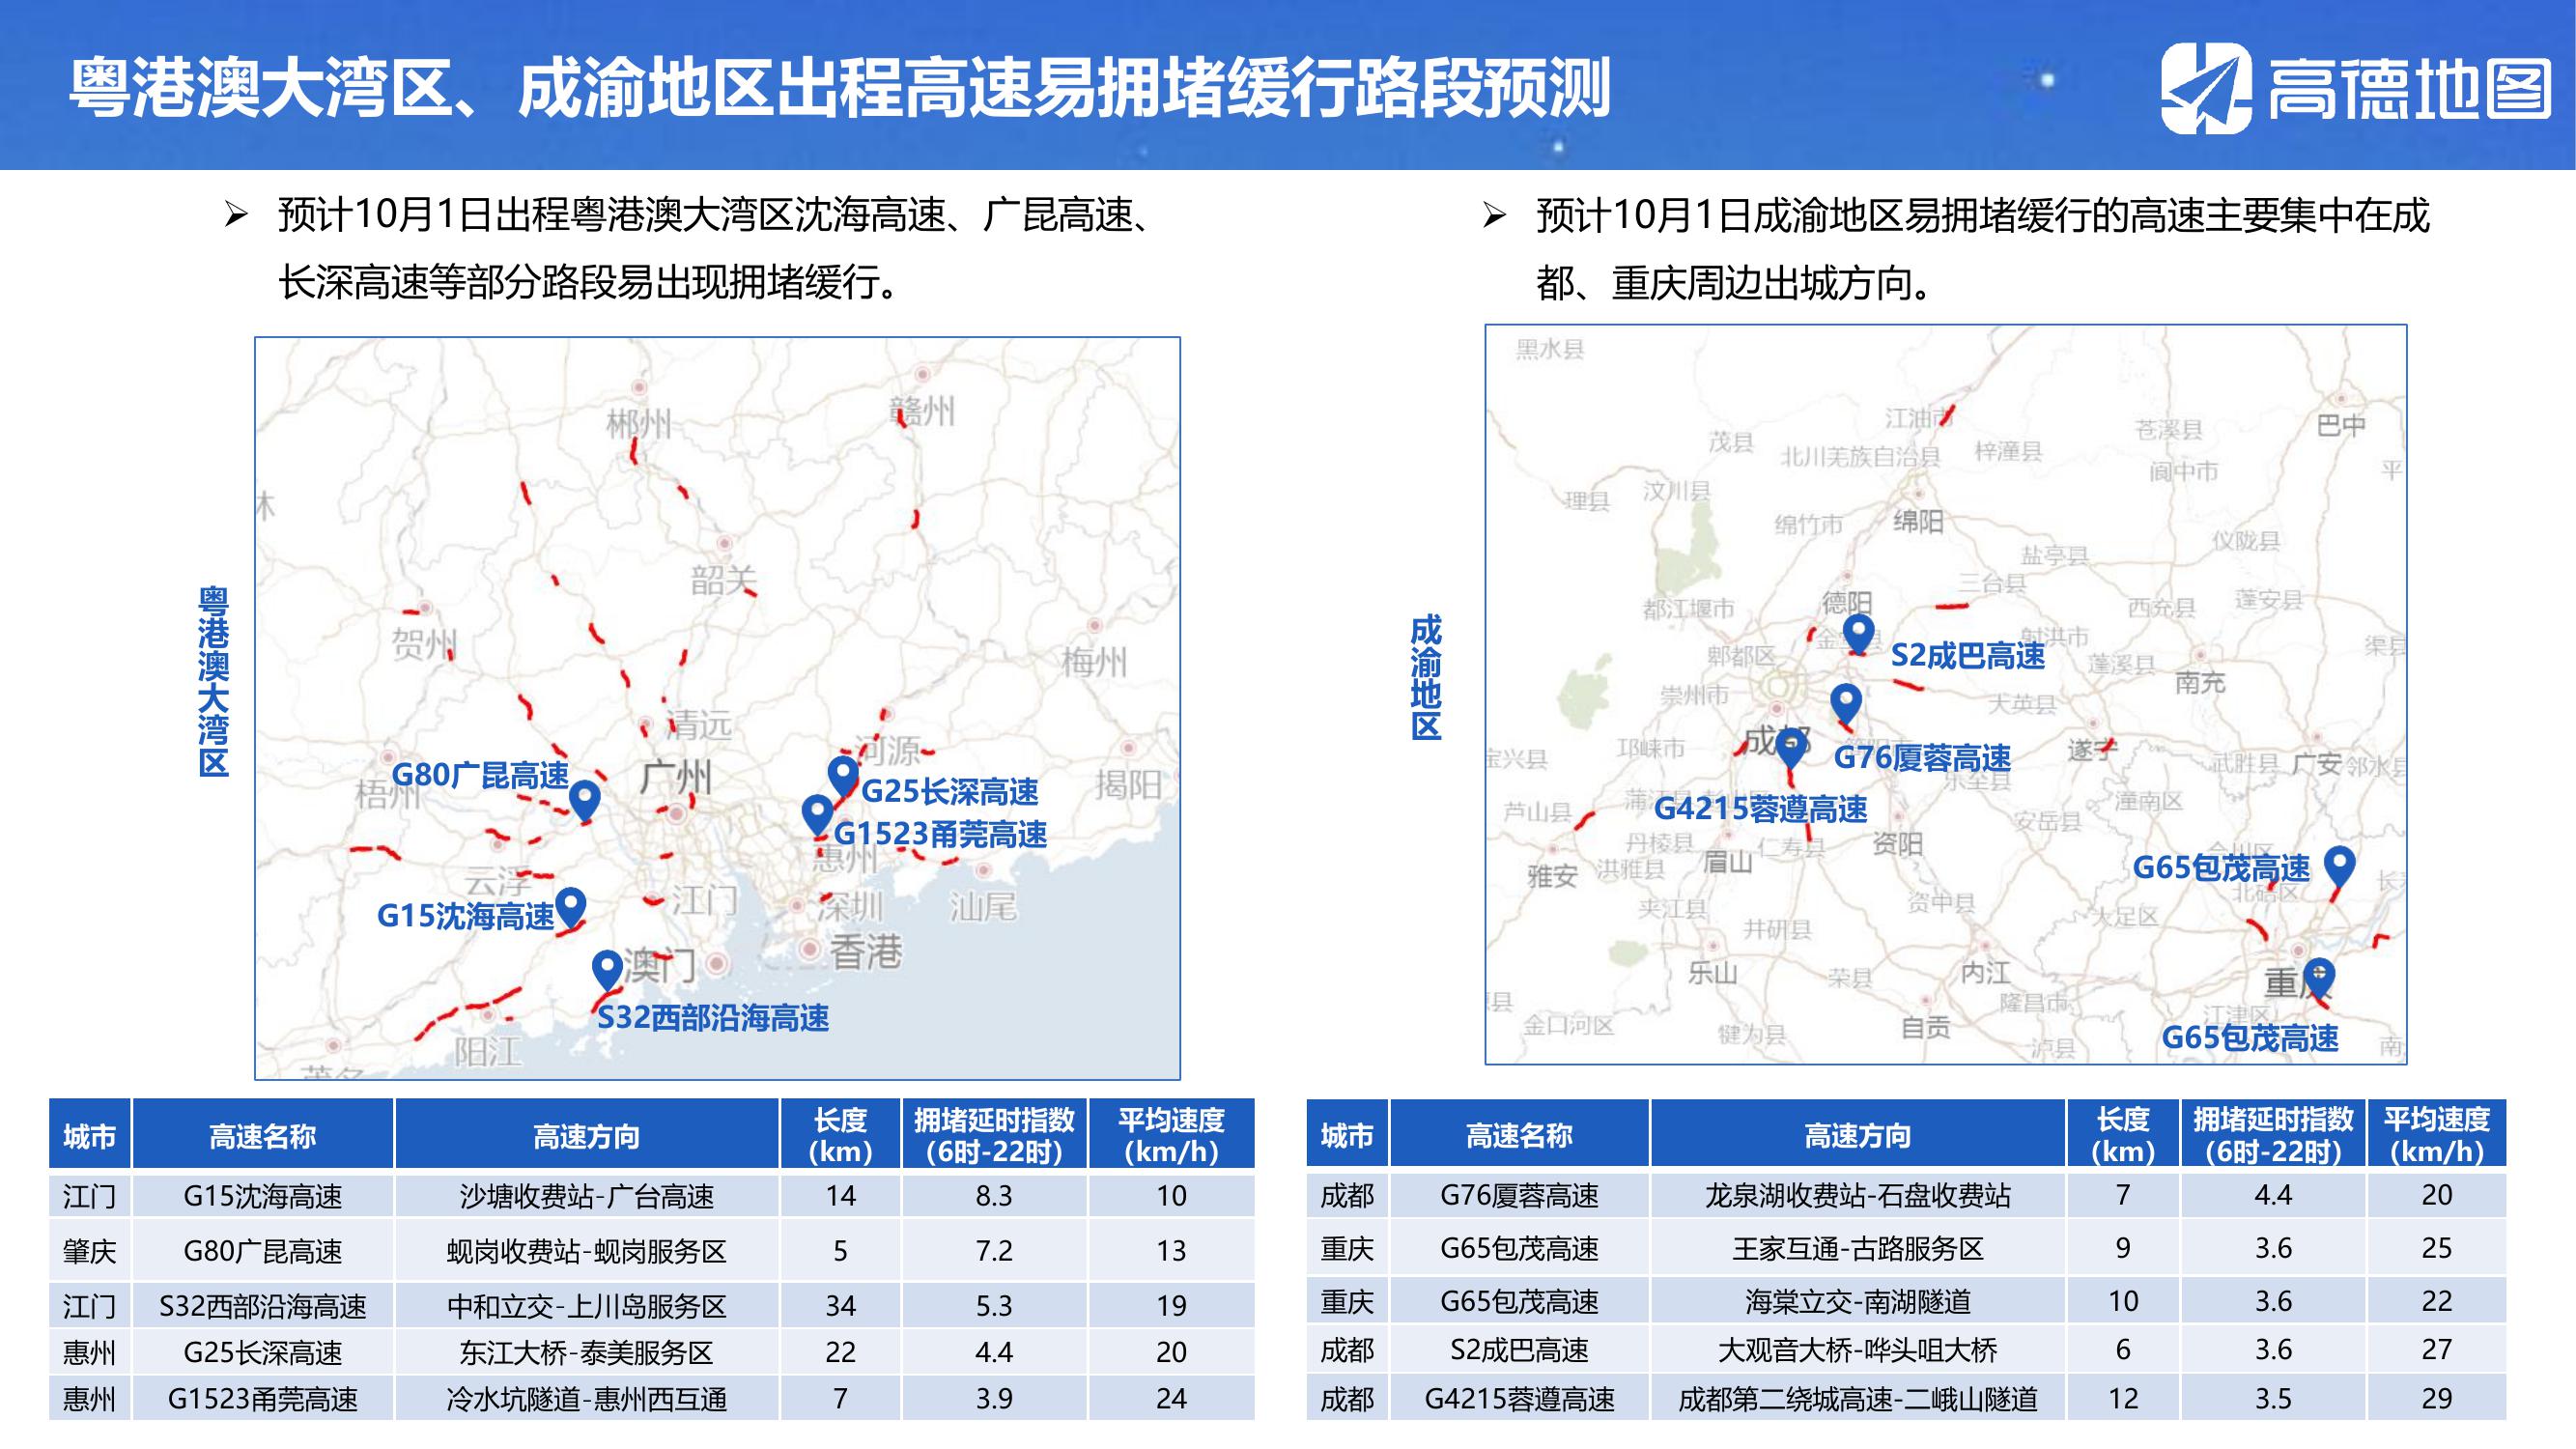 粤港澳大湾区、成渝地区出程高速易拥堵缓行路段预测
高德地图
➢ 预计10月1日出程粤港澳大湾区沈海高速、广昆高速、
长深高速等部分路段易出现拥堵缓行。
➢ 预计10月1日成渝地区易拥堵缓行的高速主要集中在成
都、重庆周边出城方向。
粤港澳大湾区
郴州
赣州
林
韶关
贺州
梅州
清远
河源
G80广昆高速
广州
梧州
揭阳
G25长深高速
G1523甬莞高速
惠州
云浮
江门
深圳
汕尾
G15沈海高速
澳门
香港
S32西部沿海高速
阳江
茂名
成渝地区
黑水县
江油市
巴中
茂县
北川羌族自治县
梓潼县
苍溪县
阆中市
平
理县
汶川县
绵竹市
绵阳
仪陇县
盐亭县
三台县
都江堰市
德阳
西充县
蓬安县
射洪市
渠县
郫都区
S2成巴高速
蓬溪县
南充
崇州市
大英县
宝兴县
邛崃市
成都
G76厦蓉高速
遂宁
武胜县
广安
邻水县
乐至县
芦山县
G4215蓉遵高速
潼南区
安岳县
丹棱县
仁寿县
资阳
雅安
洪雅县
眉山
G65包茂高速
北碚区
长
夹江县
资中县
大足区
井研县
乐山
荣县
内江
重庆
县
隆昌市
江津区
金口河区
犍为县
自贡
泸县
G65包茂高速
南
城市 高速名称 高速方向 长度(km) 拥堵延时指数(6时-22时) 平均速度(km/h)
江门 G15沈海高速 沙塘收费站-广台高速 14 8.3 10
肇庆 G80广昆高速 蚬岗收费站-蚬岗服务区 5 7.2 13
江门 S32西部沿海高速 中和立交-上川岛服务区 34 5.3 19
惠州 G25长深高速 东江大桥-泰美服务区 22 4.4 20
惠州 G1523甬莞高速 冷水坑隧道-惠州西互通 7 3.9 24
城市 高速名称 高速方向 长度(km) 拥堵延时指数(6时-22时) 平均速度(km/h)
成都 G76厦蓉高速 龙泉湖收费站-石盘收费站 7 4.4 20
重庆 G65包茂高速 王家互通-古路服务区 9 3.6 25
重庆 G65包茂高速 海棠立交-南湖隧道 10 3.6 22
成都 S2成巴高速 大观音大桥-哗头咀大桥 6 3.6 27
成都 G4215蓉遵高速 成都第二绕城高速-二峨山隧道 12 3.5 29